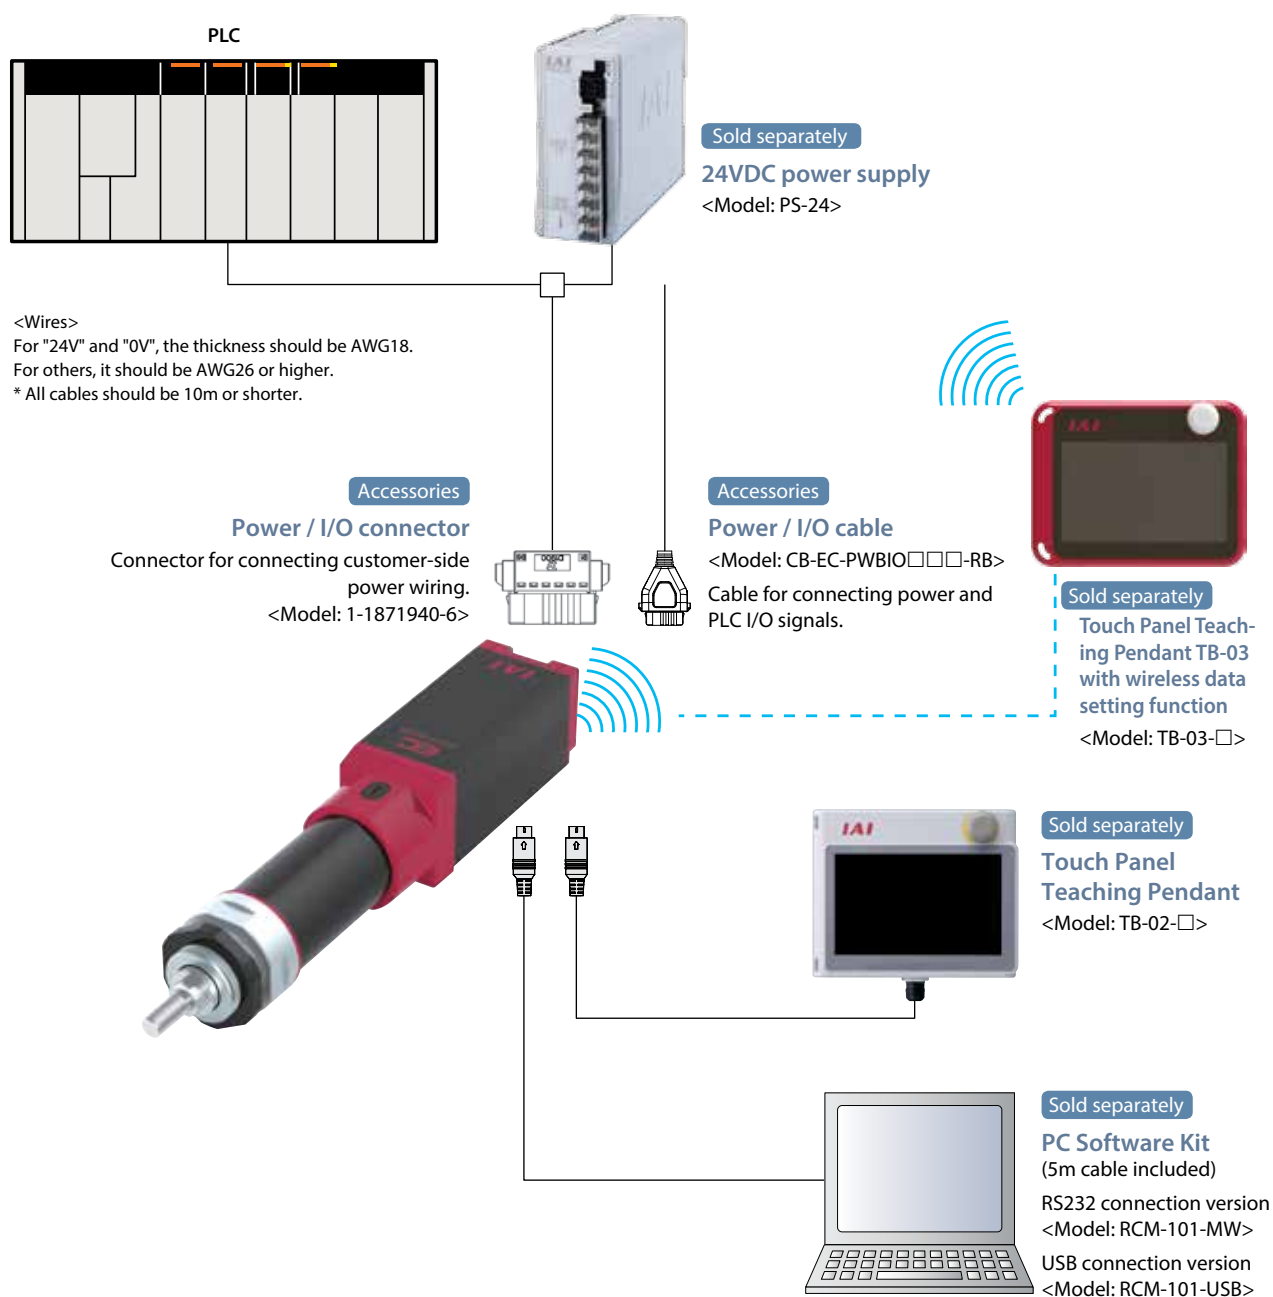 PLC
IAI
Sold separately
24VDC power supply
<Model: PS-24>
<Wires>
For "24V" and "0V", the thickness should be AWG18.
For others, it should be AWG26 or higher.
* All cables should be 10m or shorter.
IAI
Accessories
Power / I/O connector
Connector for connecting customer-side
power wiring.
<Model: 1-1871940-6>
Accessories
Power / I/O cable
<Model: CB-EC-PWBIO□□□-RB>
Cable for connecting power and
PLC I/O signals.
Sold separately
Touch Panel Teach-
ing Pendant TB-03
with wireless data
setting function
<Model: TB-03-□>
IAI
EC
IAI
Sold separately
Touch Panel
Teaching Pendant
<Model: TB-02-□>
Sold separately
PC Software Kit
(5m cable included)
RS232 connection version
<Model: RCM-101-MW>
USB connection version
<Model: RCM-101-USB>